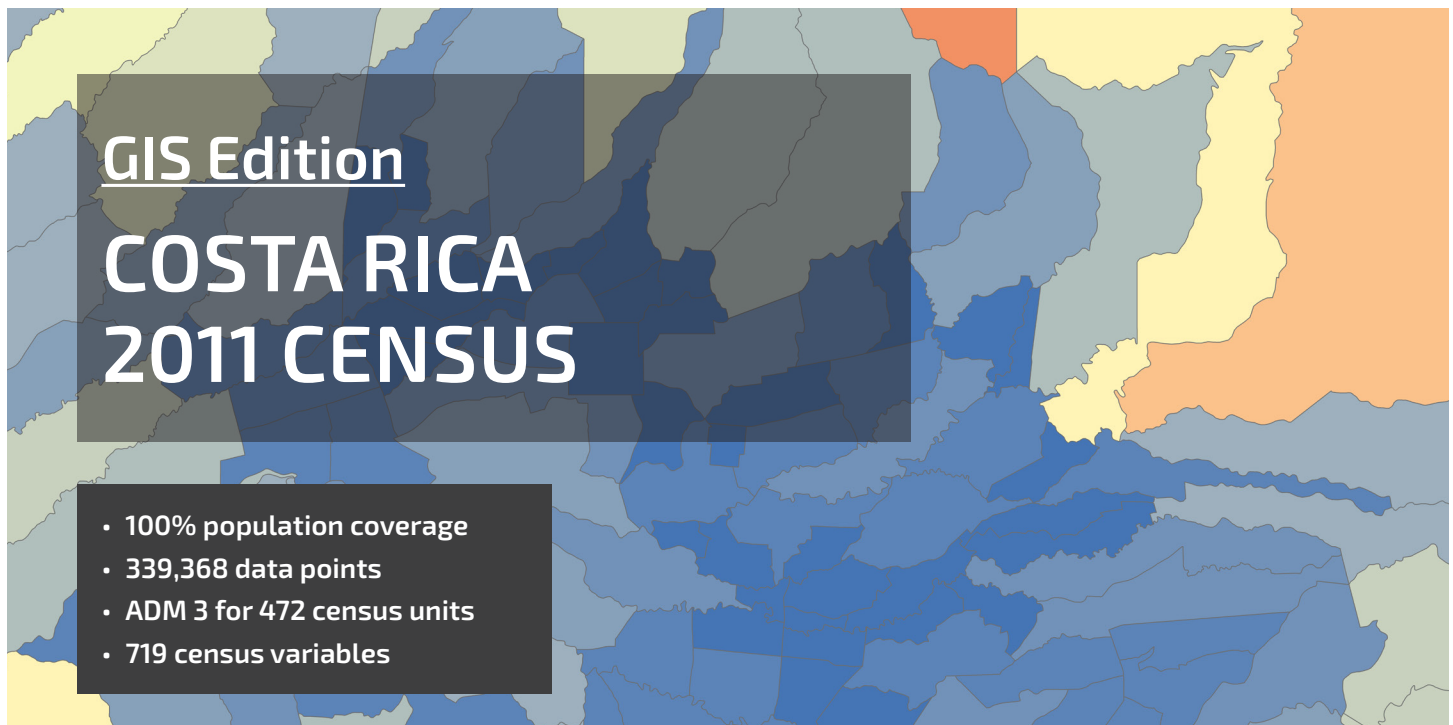 GIS Edition
COSTA RICA
2011 CENSUS
• 100% population coverage
• 339,368 data points
• ADM 3 for 472 census units
• 719 census variables